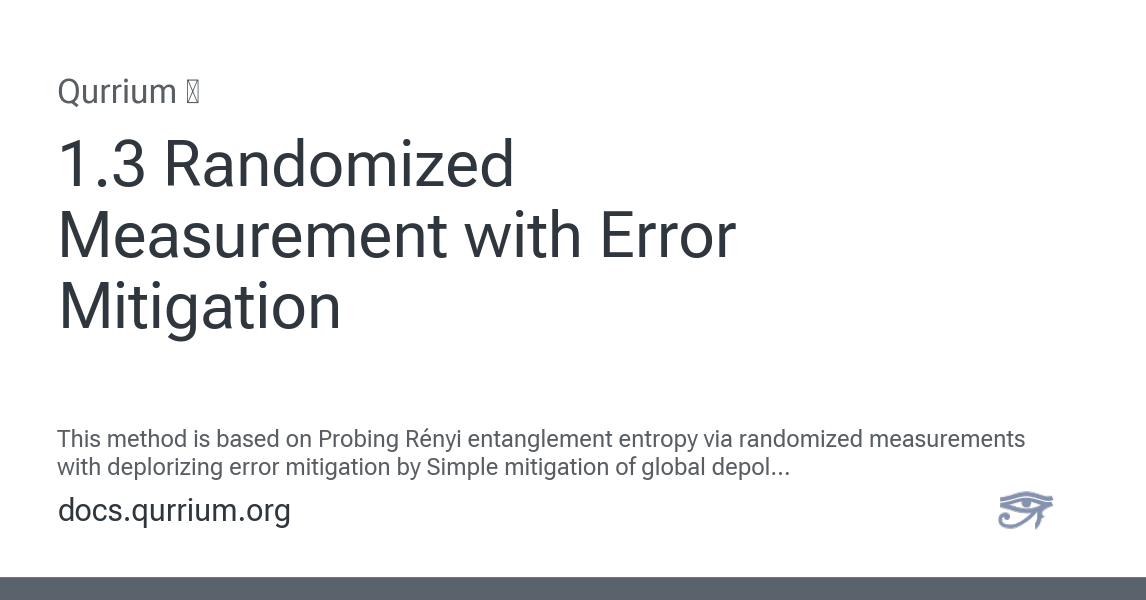 Qurrium
1.3 Randomized
Measurement with Error
Mitigation
This method is based on Probing Rényi entanglement entropy via randomized measurements
with deplorizing error mitigation by Simple mitigation of global depol...
docs.qurrium.org